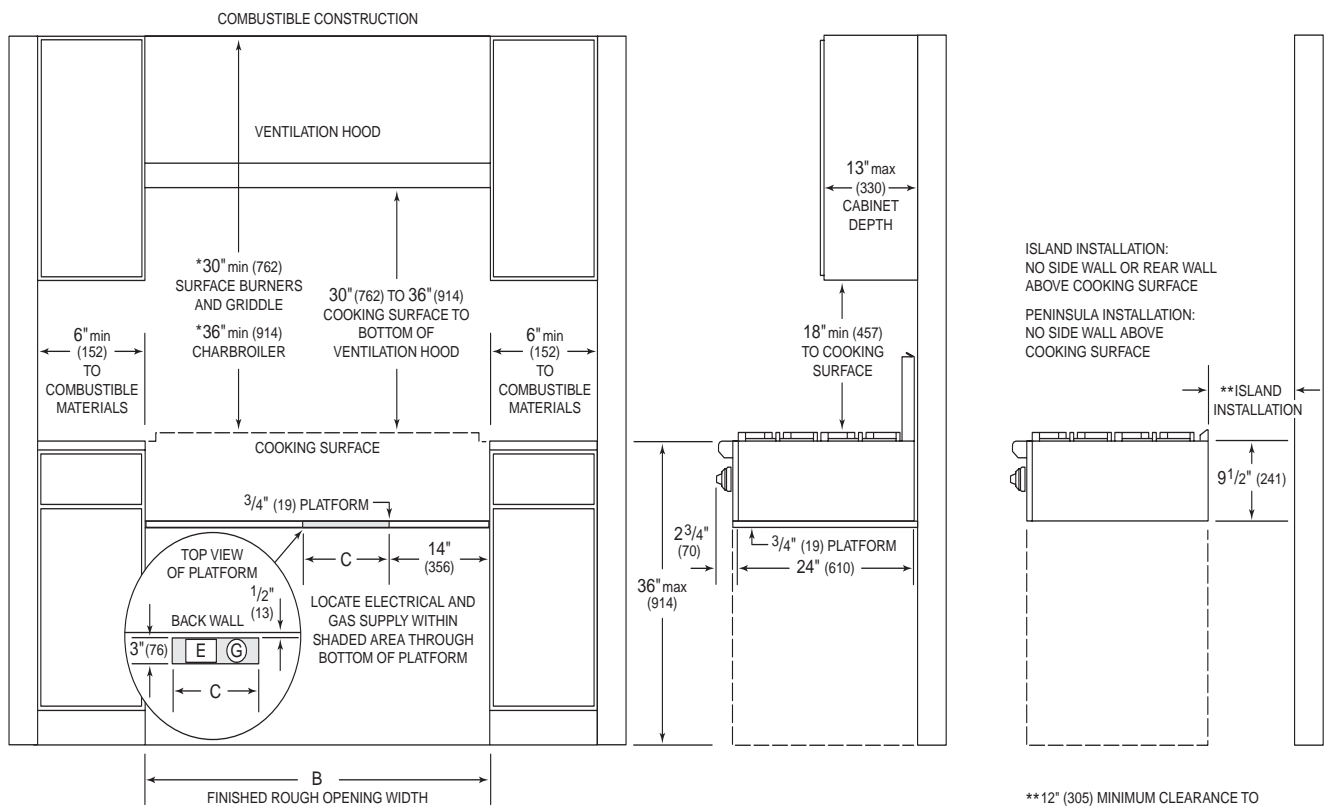 COMBUSTIBLE CONSTRUCTION
VENTILATION HOOD
*30" min (762)
SURFACE BURNERS
AND GRIDDLE
*36" min (914)
CHARBROILER
30" (762) TO 36" (914)
COOKING SURFACE TO
BOTTOM OF
VENTILATION HOOD
6" min
(152)
TO
COMBUSTIBLE
MATERIALS
6" min
(152)
TO
COMBUSTIBLE
MATERIALS
COOKING SURFACE
3/4" (19) PLATFORM
TOP VIEW
OF PLATFORM
C
14"
(356)
1/2"
(13)
BACK WALL
3" (76)
E
G
C
LOCATE ELECTRICAL AND
GAS SUPPLY WITHIN
SHADED AREA THROUGH
BOTTOM OF PLATFORM
B
FINISHED ROUGH OPENING WIDTH
13" max
(330)
CABINET
DEPTH
18" min (457)
TO COOKING
SURFACE
2 3/4"
(70)
3/4" (19) PLATFORM
24" (610)
36" max
(914)
ISLAND INSTALLATION:
NO SIDE WALL OR REAR WALL
ABOVE COOKING SURFACE
PENINSULA INSTALLATION:
NO SIDE WALL ABOVE
COOKING SURFACE
**ISLAND
INSTALLATION
9 1/2" (241)
**12" (305) MINIMUM CLEARANCE TO